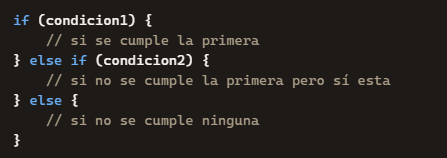 if (condicion1) {
    // si se cumple la primera
} else if (condicion2) {
    // si no se cumple la primera pero sí esta
} else {
    // si no se cumple ninguna
}